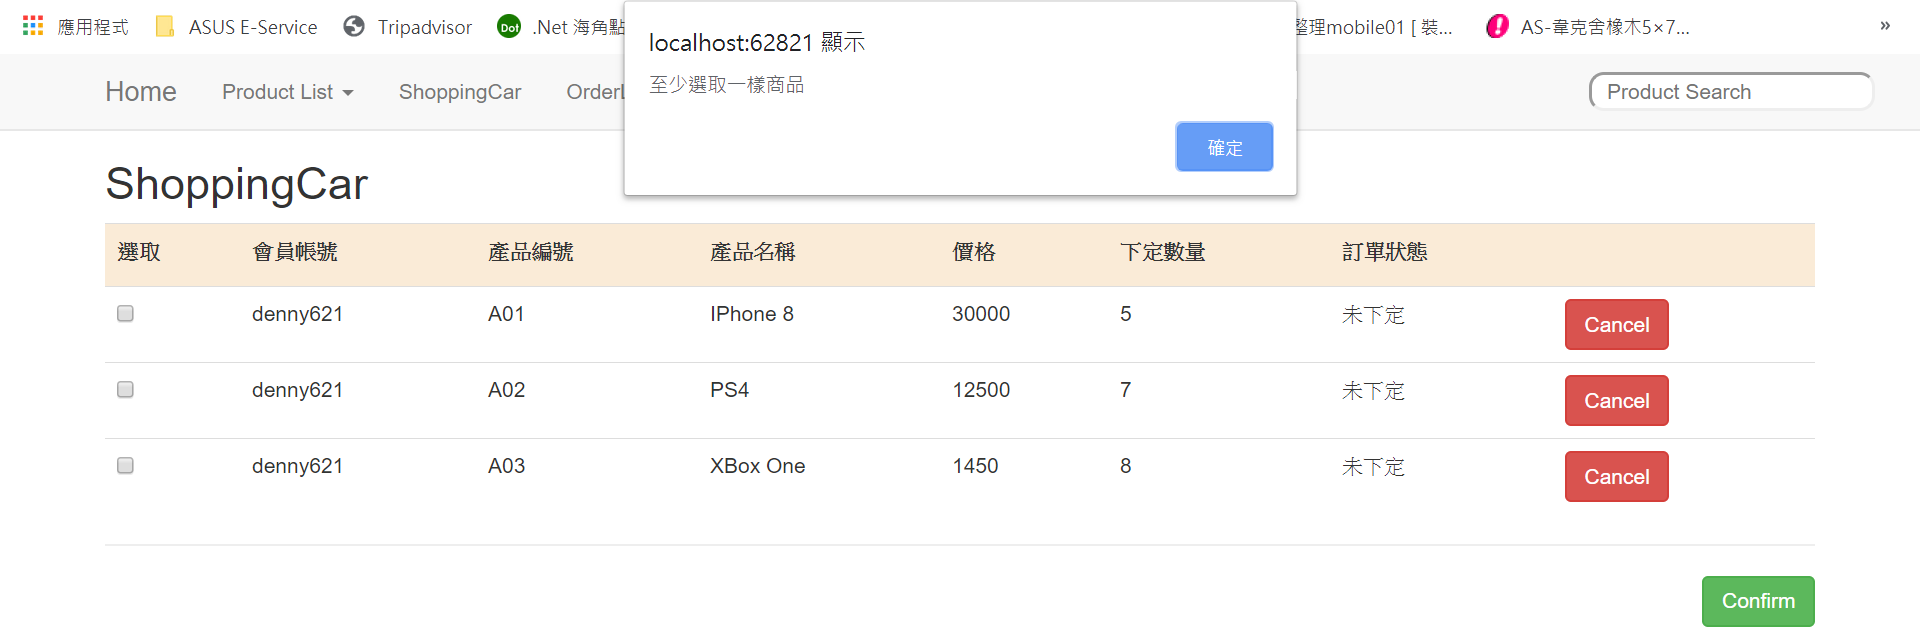 應用程式 ASUS E-Service Tripadvisor Dot .Net 海角點 整理mobile01 [ 裝... AS-韋克舍橡木5×7... »
localhost:62821 顯示
至少選取一樣商品
確定
Home Product List ShoppingCar OrderL Product Search
ShoppingCar
選取 會員帳號 產品編號 產品名稱 價格 下定數量 訂單狀態
denny621 A01 IPhone 8 30000 5 未下定 Cancel
denny621 A02 PS4 12500 7 未下定 Cancel
denny621 A03 XBox One 1450 8 未下定 Cancel
Confirm